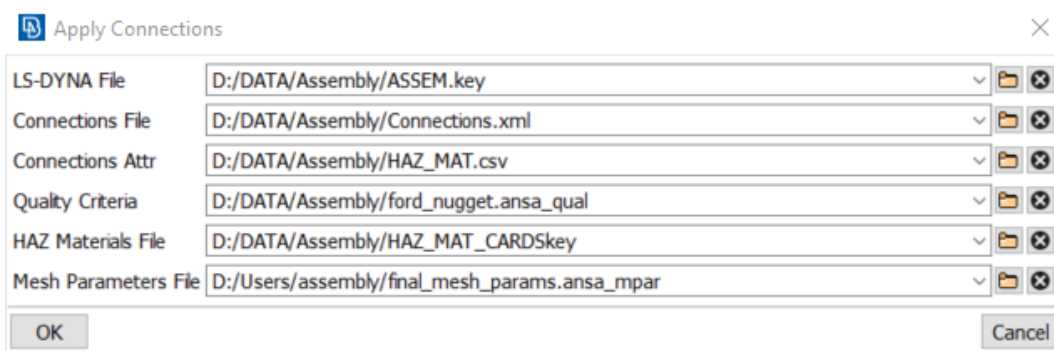 Apply Connections
LS-DYNA File D:/DATA/Assembly/ASSEM.key
Connections File D:/DATA/Assembly/Connections.xml
Connections Attr D:/DATA/Assembly/HAZ_MAT.csv
Quality Criteria D:/DATA/Assembly/ford_nugget.ansa_qual
HAZ Materials File D:/DATA/Assembly/HAZ_MAT_CARDSkey
Mesh Parameters File D:/Users/assembly/final_mesh_params.ansa_mpar
OK Cancel